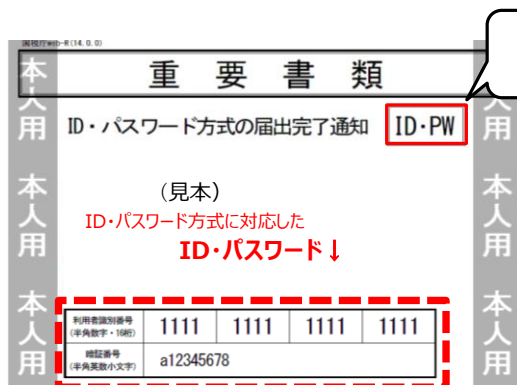 国税庁web-R(14.0.0)
重要書類
ID・パスワード方式の届出完了通知 ID・PW
(見本)
ID・パスワード方式に対応した
ID・パスワード↓
利用者識別番号 1111 1111 1111 1111
(半角数字・16桁)
暗証番号 a12345678
(半角英数小文字)
本人用
本人用
本人用
本人用
本人用
本人用